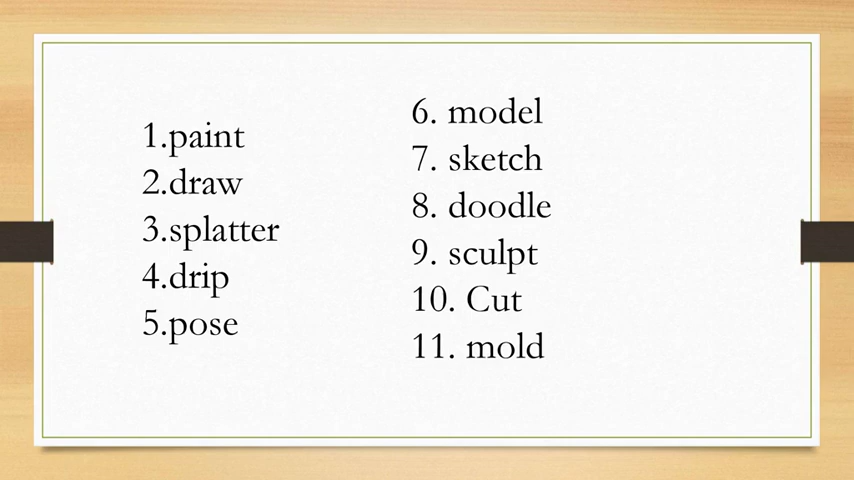 1.paint
2.draw
3.splatter
4.drip
5.pose
6. model
7. sketch
8. doodle
9. sculpt
10. Cut
11. mold